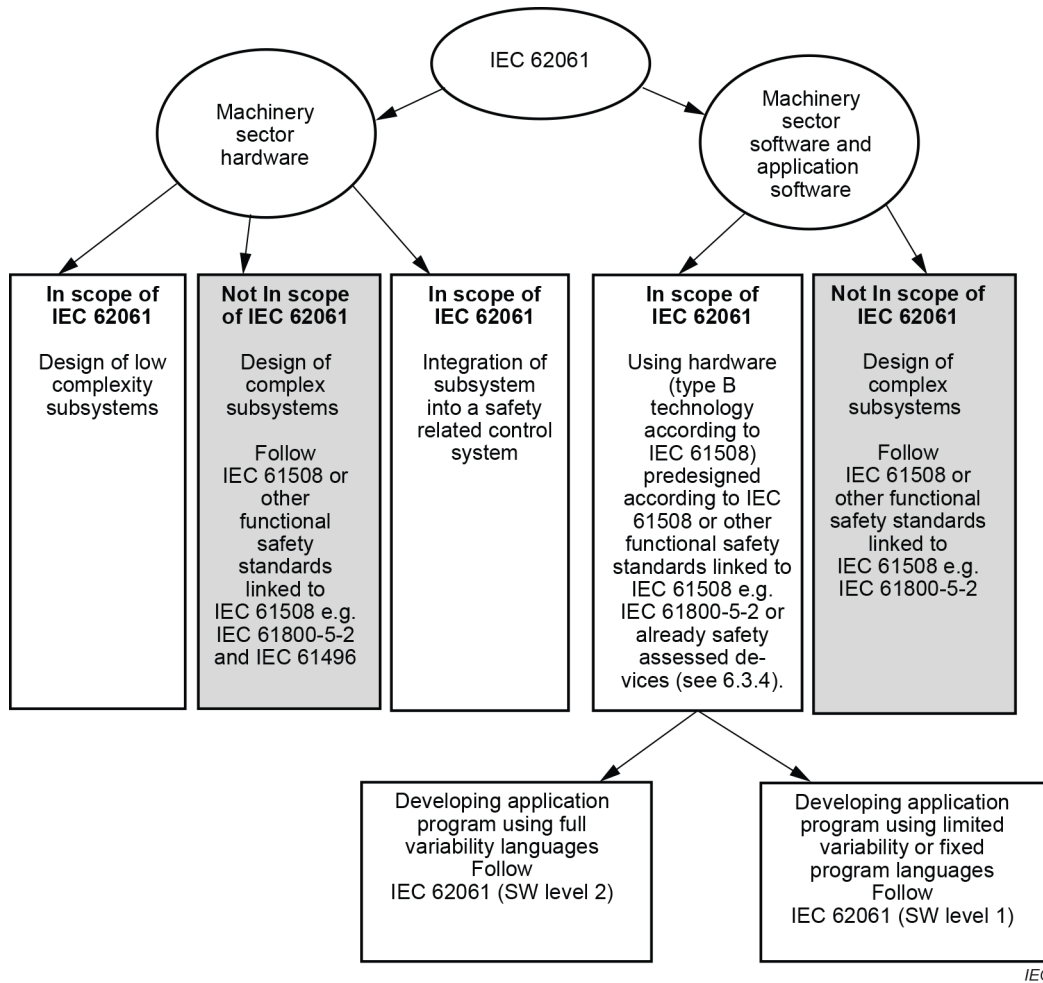 IEC 62061
Machinery
sector
hardware
Machinery
sector
software and
application
software
In scope of
IEC 62061
Design of low
complexity
subsystems
Not In scope
of IEC 62061
Design of
complex
subsystems
Follow
IEC 61508 or
other
functional
safety
standards
linked to
IEC 61508 e.g.
IEC 61800-5-2
and IEC 61496
In scope of
IEC 62061
Integration of
subsystem
into a safety
related control
system
In scope of
IEC 62061
Using hardware
(type B
technology
according to
IEC 61508)
predesigned
according to IEC
61508 or other
functional safety
standards linked to
IEC 61508 e.g.
IEC 61800-5-2 or
already safety
assessed de-
vices (see 6.3.4).
Not In scope of
IEC 62061
Design of
complex
subsystems
Follow
IEC 61508 or
other functional
safety standards
linked to
IEC 61508 e.g.
IEC 61800-5-2
Developing application
program using full
variability languages
Follow
IEC 62061 (SW level 2)
Developing application
program using limited
variability or fixed
program languages
Follow
IEC 62061 (SW level 1)
IEC